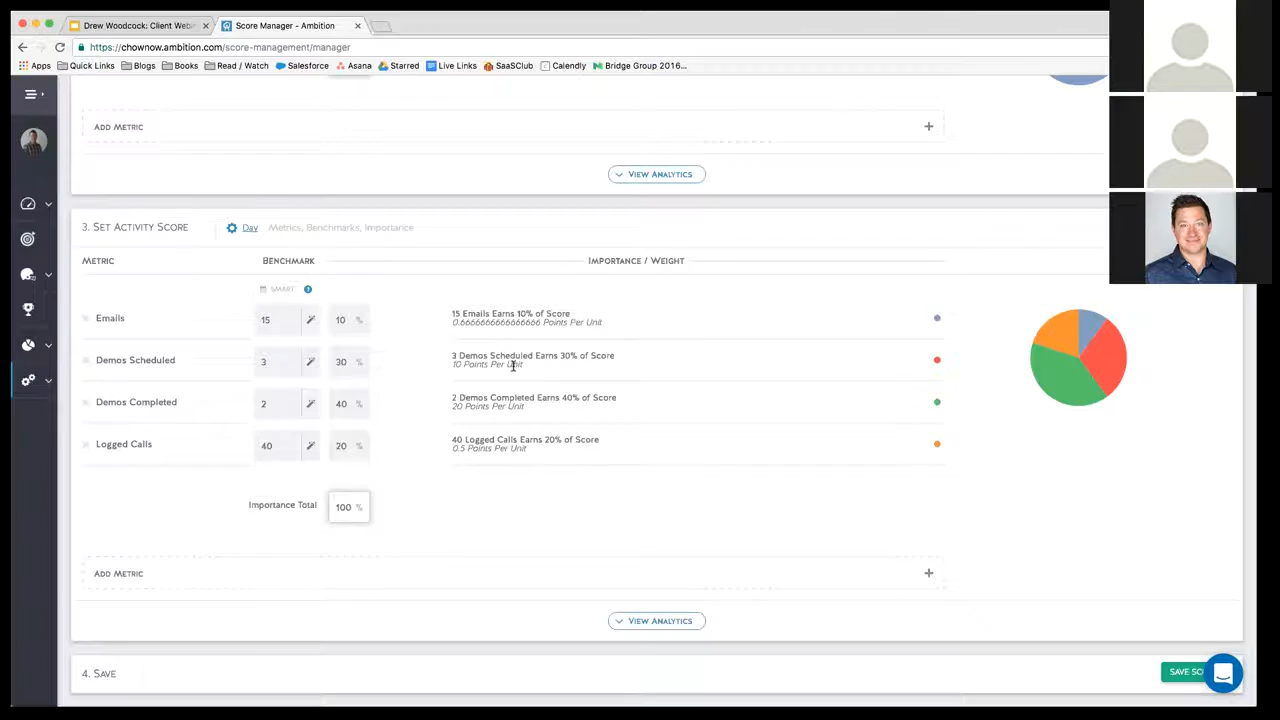 Drew Woodcock: Client Webin
Score Manager - Ambition
https://chownow.ambition.com/score-management/manager
Apps Quick Links Blogs Books Read / Watch Salesforce Asana Starred Live Links SaaSClub Calendly Bridge Group 2016...
ADD METRIC +
VIEW ANALYTICS
3. SET ACTIVITY SCORE Day Metrics, Benchmarks, Importance
METRIC BENCHMARK IMPORTANCE / WEIGHT
SMART ?
Emails 15 10 % 15 Emails Earns 10% of Score
0.6666666666666666 Points Per Unit
Demos Scheduled 3 30 % 3 Demos Scheduled Earns 30% of Score
10 Points Per Unit
Demos Completed 2 40 % 2 Demos Completed Earns 40% of Score
20 Points Per Unit
Logged Calls 40 20 % 40 Logged Calls Earns 20% of Score
0.5 Points Per Unit
Importance Total 100 %
ADD METRIC +
VIEW ANALYTICS
4. SAVE
SAVE SC